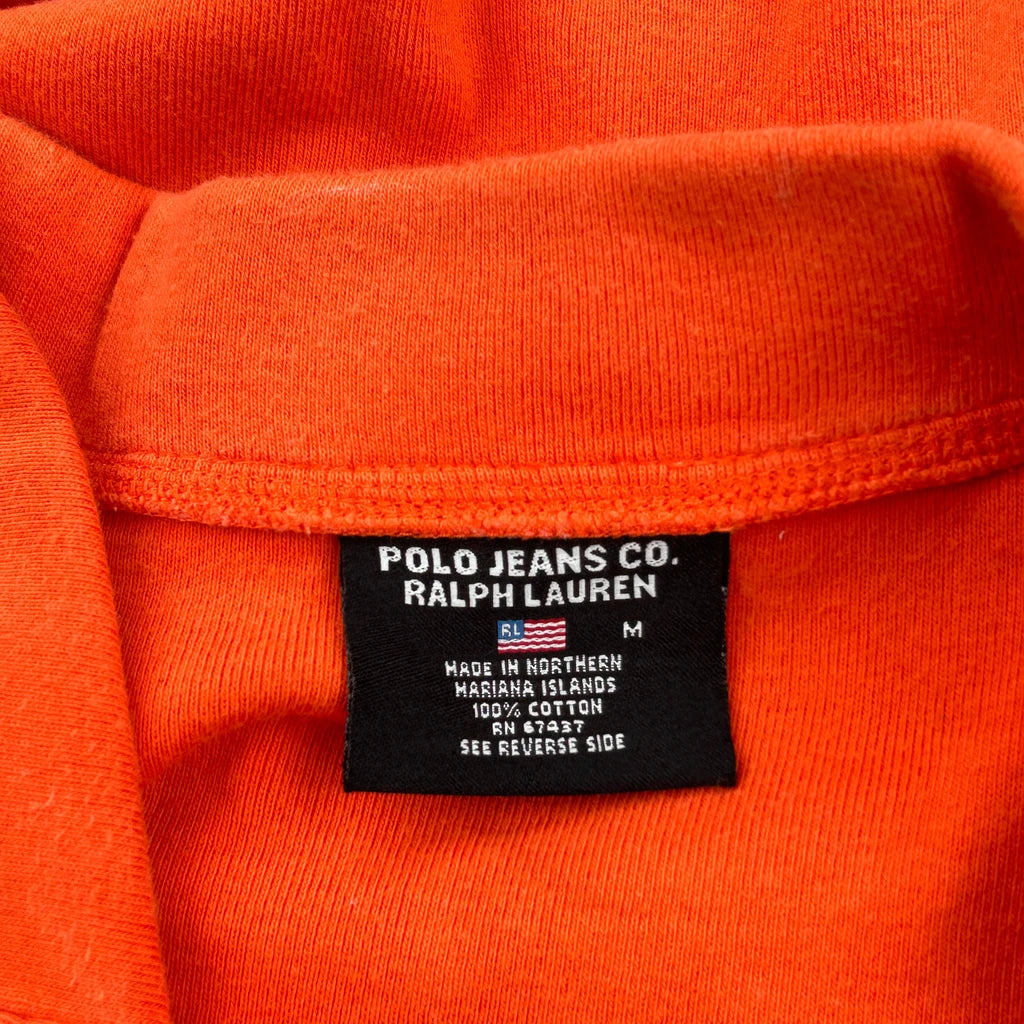 POLO JEANS CO.
RALPH LAUREN
RL M
MADE IN NORTHERN
MARIANA ISLANDS
100% COTTON
RN 67437
SEE REVERSE SIDE